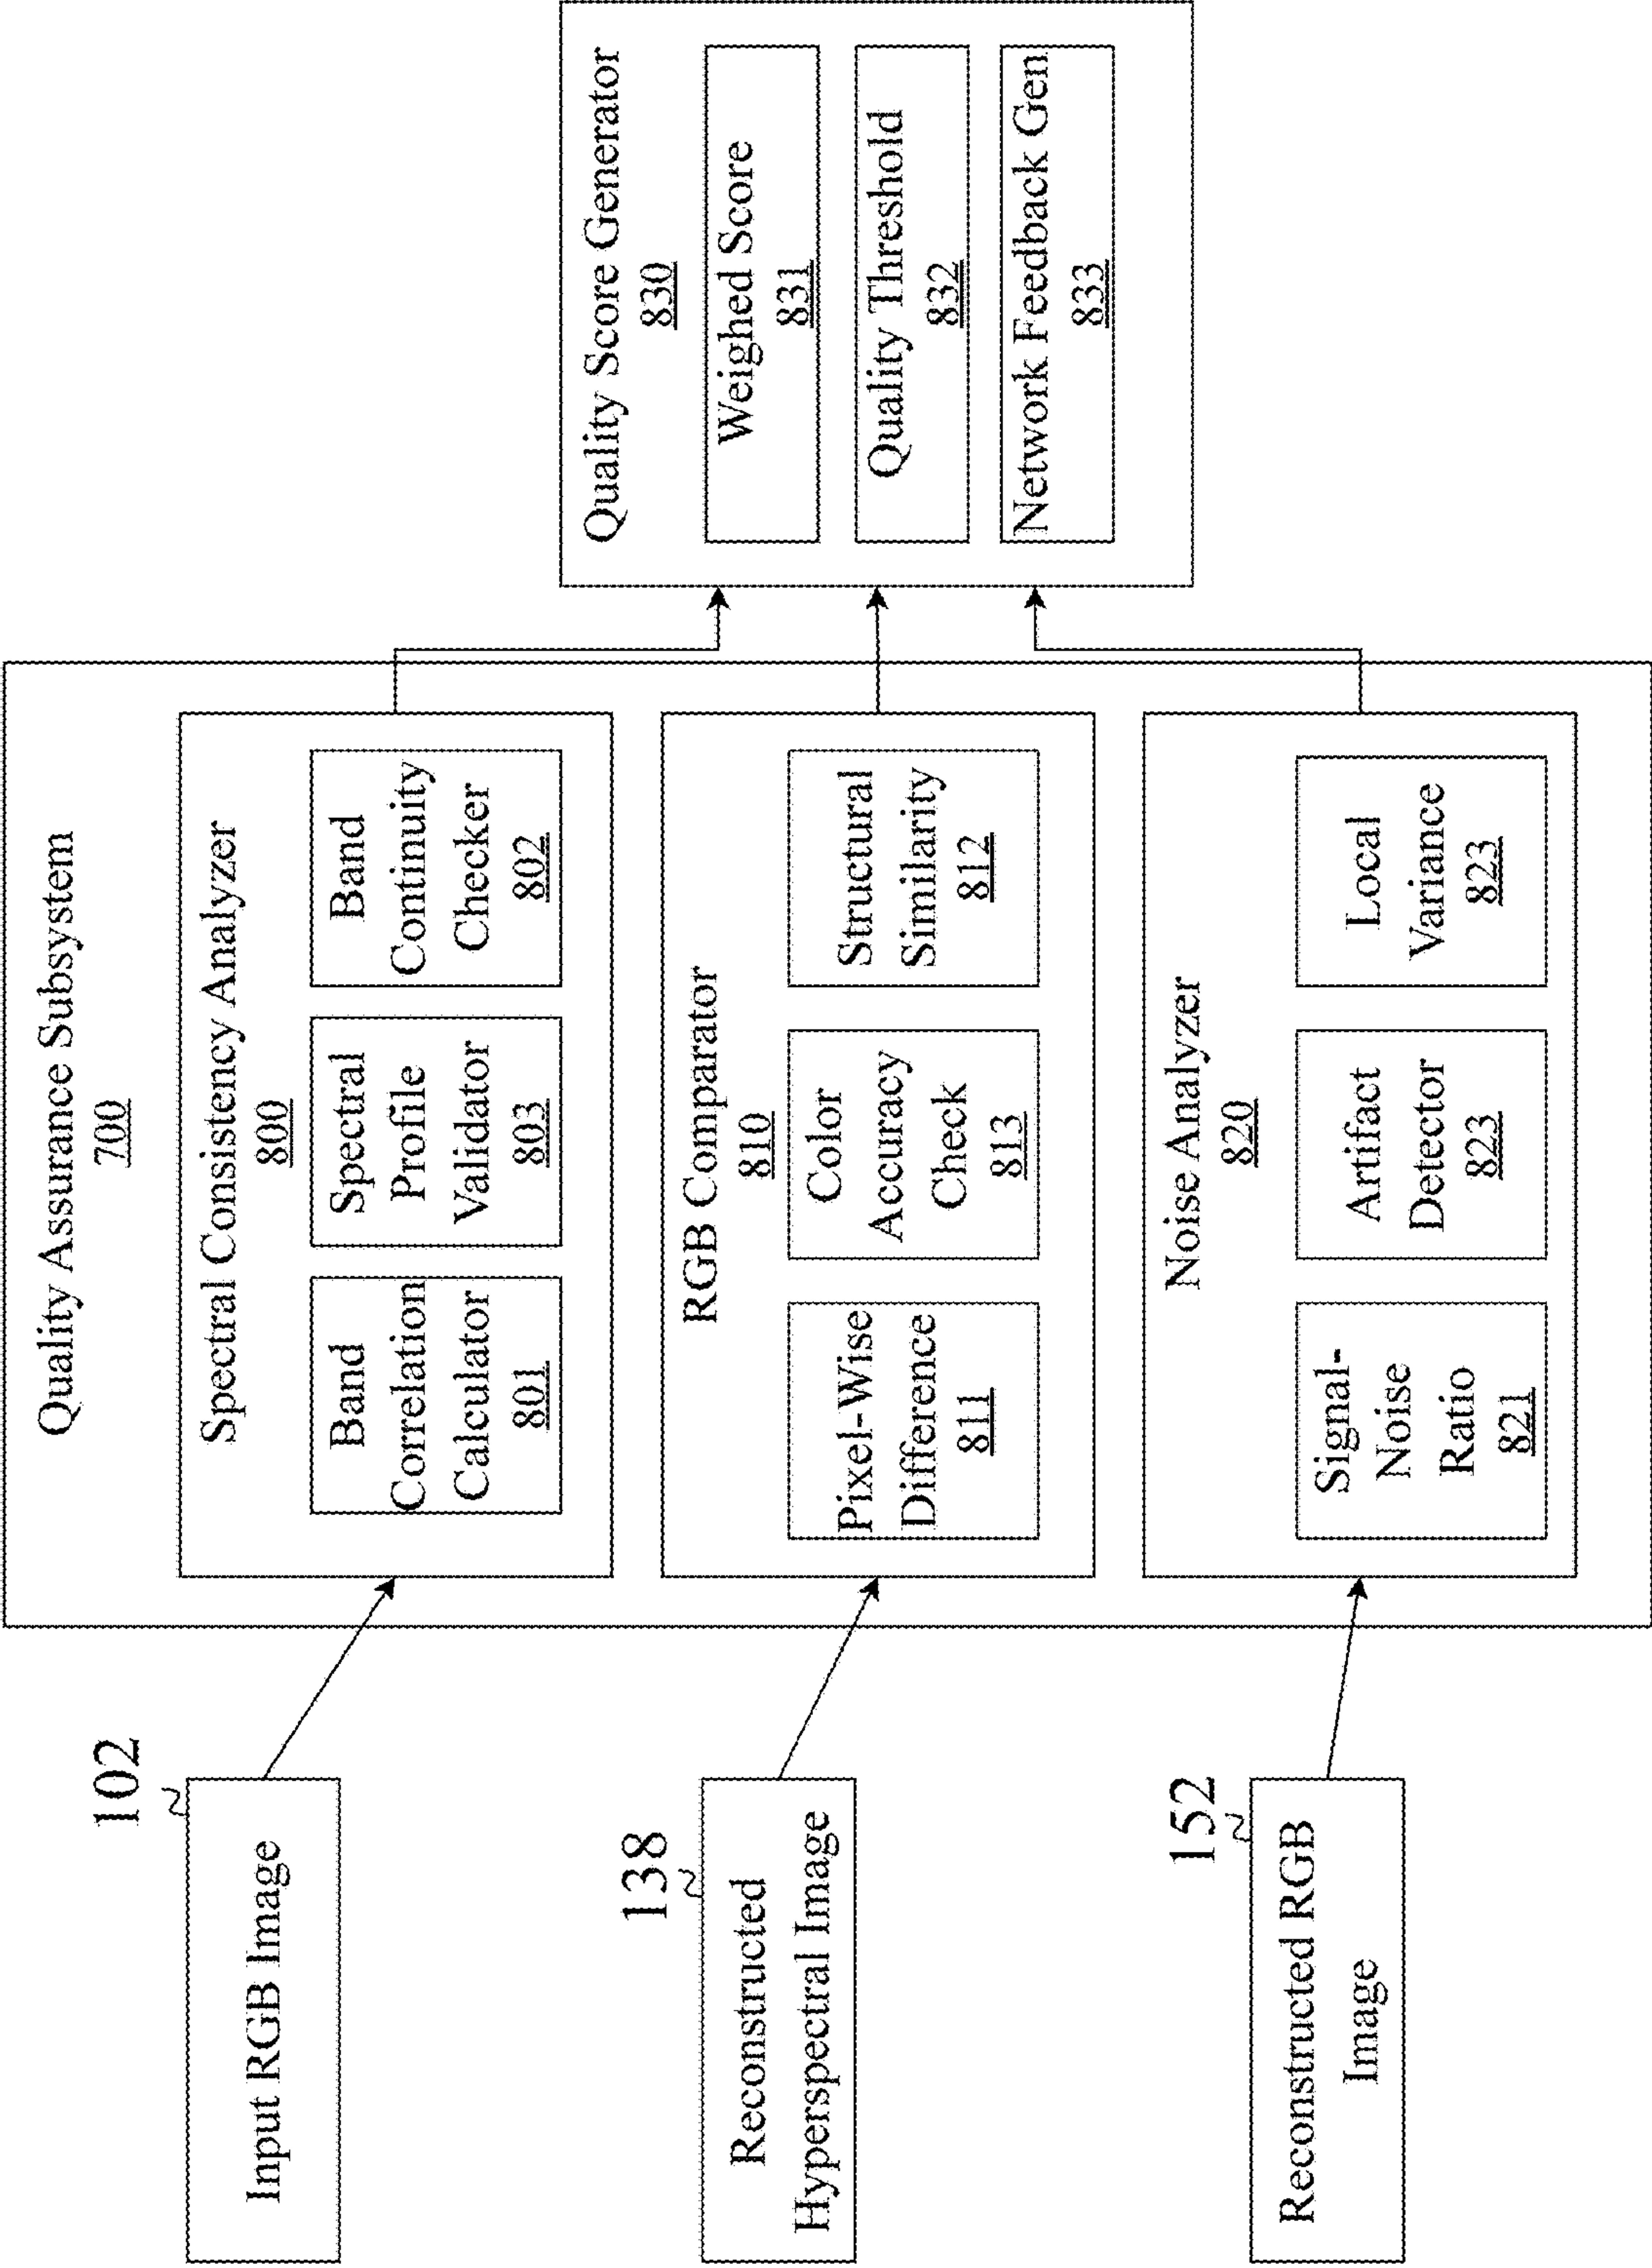 Quality Assurance Subsystem
700
102
Input RGB Image
Spectral Consistency Analyzer
800
Band
Correlation
Calculator
801
Spectral
Profile
Validator
803
Band
Continuity
Checker
802
138
Reconstructed
Hyperspectral Image
RGB Comparator
810
Pixel-Wise
Difference
811
Color
Accuracy
Check
813
Structural
Similarity
812
152
Reconstructed RGB
Image
Noise Analyzer
820
Signal-
Noise
Ratio
821
Artifact
Detector
823
Local
Variance
823
Quality Score Generator
830
Weighed Score
831
Quality Threshold
832
Network Feedback Gen
833